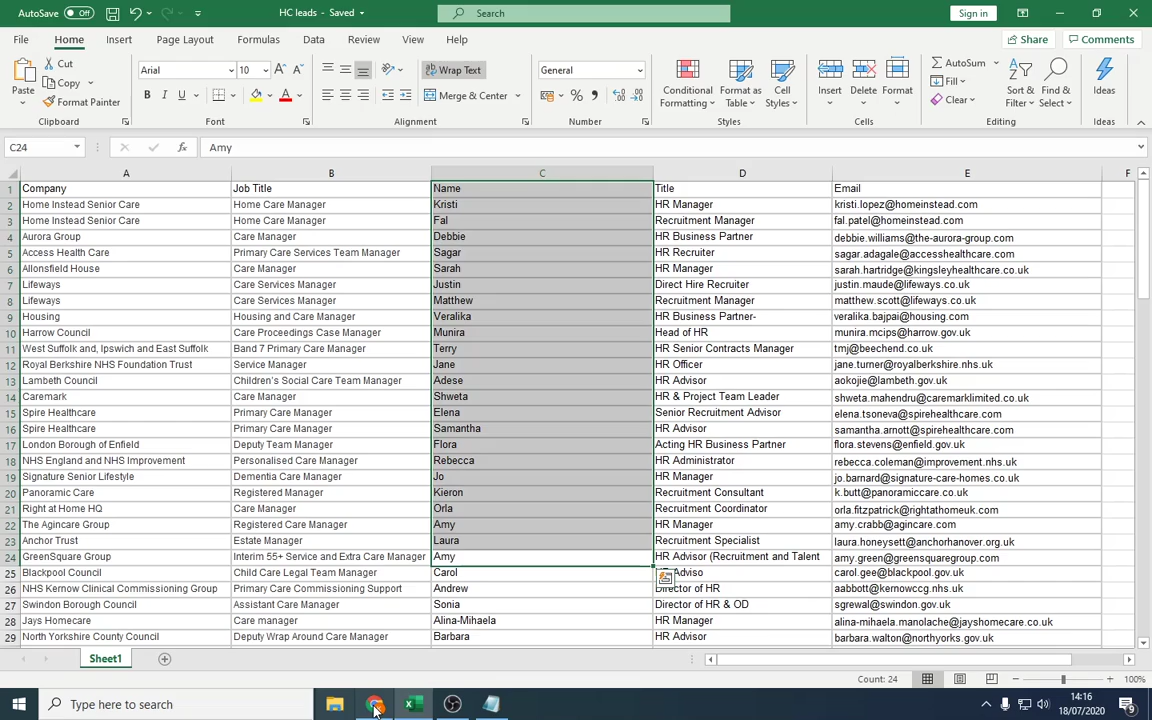 AutoSave Off HC leads - Saved Search Sign in
File Home Insert Page Layout Formulas Data Review View Help Share Comments
Paste Cut Copy Format Painter Clipboard
Arial 10 B I U Font
Wrap Text Merge & Center Alignment
General % , Number
Conditional Formatting Format as Table Cell Styles Styles
Insert Delete Format Cells
AutoSum Fill Clear Sort & Filter Find & Select Editing
Ideas Ideas
C24 fx Amy
A B C D E F
1 Company Job Title Name Title Email
2 Home Instead Senior Care Home Care Manager Kristi HR Manager kristi.lopez@homeinstead.com
3 Home Instead Senior Care Home Care Manager Fal Recruitment Manager fal.patel@homeinstead.com
4 Aurora Group Care Manager Debbie HR Business Partner debbie.williams@the-aurora-group.com
5 Access Health Care Primary Care Services Team Manager Sagar HR Recruiter sagar.adagale@accesshealthcare.com
6 Allonsfield House Care Manager Sarah HR Manager sarah.hartridge@kingsleyhealthcare.co.uk
7 Lifeways Care Services Manager Justin Direct Hire Recruiter justin.maude@lifeways.co.uk
8 Lifeways Care Services Manager Matthew Recruitment Manager matthew.scott@lifeways.co.uk
9 Housing Housing and Care Manager Veralika HR Business Partner- veralika.bajpai@housing.com
10 Harrow Council Care Proceedings Case Manager Munira Head of HR munira.mcips@harrow.gov.uk
11 West Suffolk and, Ipswich and East Suffolk Band 7 Primary Care Manager Terry HR Senior Contracts Manager tmj@beechend.co.uk
12 Royal Berkshire NHS Foundation Trust Service Manager Jane HR Officer jane.turner@royalberkshire.nhs.uk
13 Lambeth Council Children's Social Care Team Manager Adese HR Advisor aokojie@lambeth.gov.uk
14 Caremark Care Manager Shweta HR & Project Team Leader shweta.mahendru@caremarklimited.co.uk
15 Spire Healthcare Primary Care Manager Elena Senior Recruitment Advisor elena.tsoneva@spirehealthcare.com
16 Spire Healthcare Primary Care Manager Samantha HR Advisor samantha.arnott@spirehealthcare.com
17 London Borough of Enfield Deputy Team Manager Flora Acting HR Business Partner flora.stevens@enfield.gov.uk
18 NHS England and NHS Improvement Personalised Care Manager Rebecca HR Administrator rebecca.coleman@improvement.nhs.uk
19 Signature Senior Lifestyle Dementia Care Manager Jo HR Manager jo.barnard@signature-care-homes.co.uk
20 Panoramic Care Registered Manager Kieron Recruitment Consultant k.butt@panoramiccare.co.uk
21 Right at Home HQ Care Manager Orla Recruitment Coordinator orla.fitzpatrick@rightathomeuk.com
22 The Agincare Group Registered Care Manager Amy HR Manager amy.crabb@agincare.com
23 Anchor Trust Estate Manager Laura Recruitment Specialist laura.honeysett@anchorhanover.org.uk
24 GreenSquare Group Interim 55+ Service and Extra Care Manager Amy HR Advisor (Recruitment and Talent amy.green@greensquaregroup.com
25 Blackpool Council Child Care Legal Team Manager Carol Adviso carol.gee@blackpool.gov.uk
26 NHS Kernow Clinical Commissioning Group Primary Care Commissioning Support Andrew Director of HR aabbott@kernowccg.nhs.uk
27 Swindon Borough Council Assistant Care Manager Sonia Director of HR & OD sgrewal@swindon.gov.uk
28 Jays Homecare Care manager Alina-Mihaela HR Manager alina-mihaela.manolache@jayshomecare.co.uk
29 North Yorkshire County Council Deputy Wrap Around Care Manager Barbara HR Advisor barbara.walton@northyorks.gov.uk
Sheet1
Count: 24 100%
Type here to search 14:16
18/07/2020 9